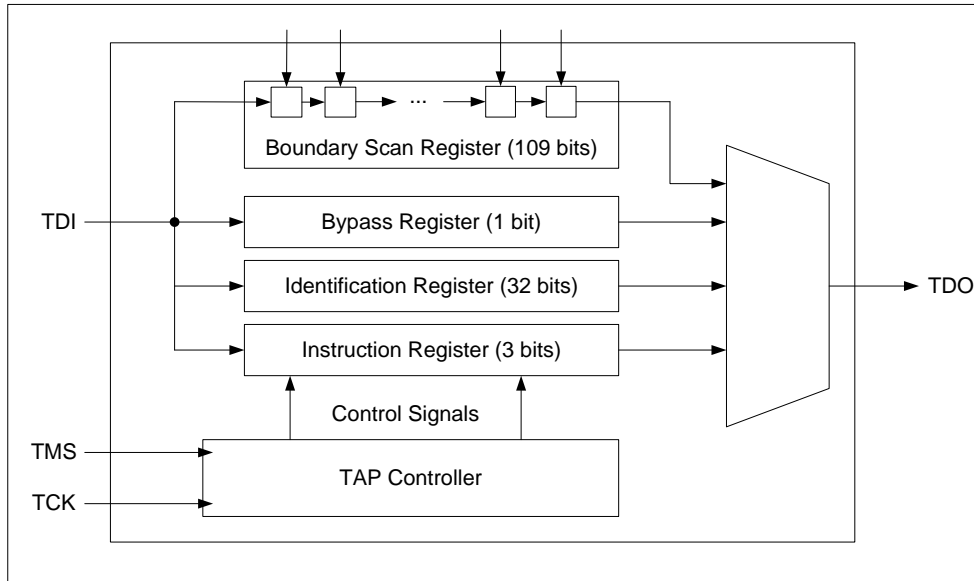 ...
Boundary Scan Register (109 bits)
TDI
Bypass Register (1 bit)
Identification Register (32 bits)
TDO
Instruction Register (3 bits)
Control Signals
TMS
TAP Controller
TCK